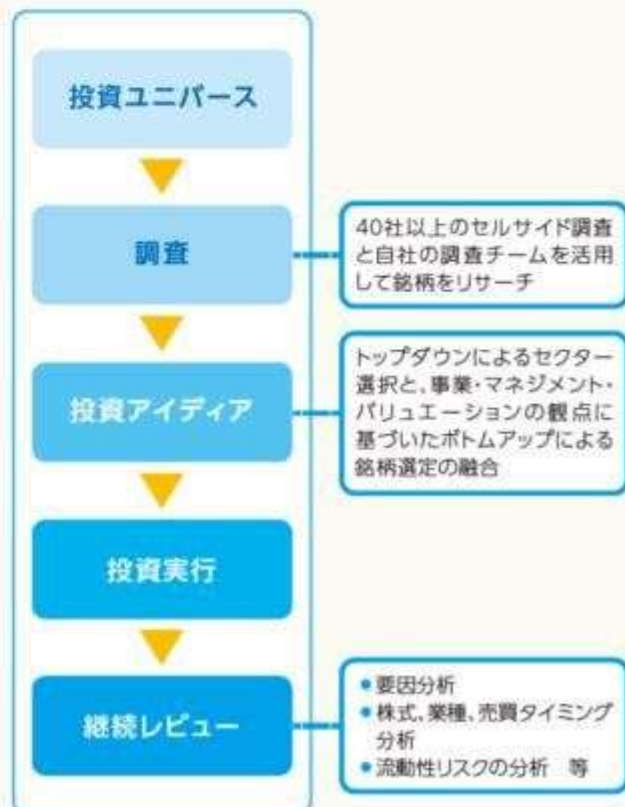 投資ユニバース
調査
40社以上のセルサイド調査
と自社の調査チームを活用
して銘柄をリサーチ
投資アイディア
トップダウンによるセクター
選択と、事業・マネジメント・
バリュエーションの観点に
基づいたボトムアップによる
銘柄選定の融合
投資実行
継続レビュー
●要因分析
●株式、業種、売買タイミング
分析
●流動性リスクの分析 等